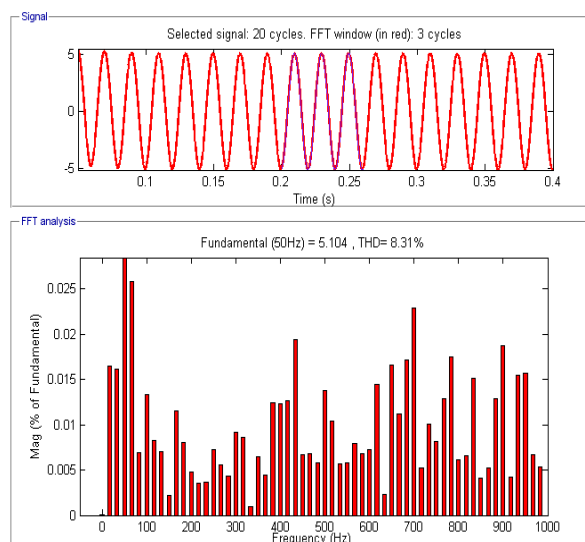 Signal
Selected signal: 20 cycles. FFT window (in red): 3 cycles
5
0
-5
0.1 0.15 0.2 0.25 0.3 0.35 0.4
Time (s)
FFT analysis
Fundamental (50Hz) = 5.104 , THD= 8.31%
0.025
0.02
0.015
0.01
0.005
0
Mag (% of Fundamental)
0 100 200 300 400 500 600 700 800 900 1000
Frequency (Hz)